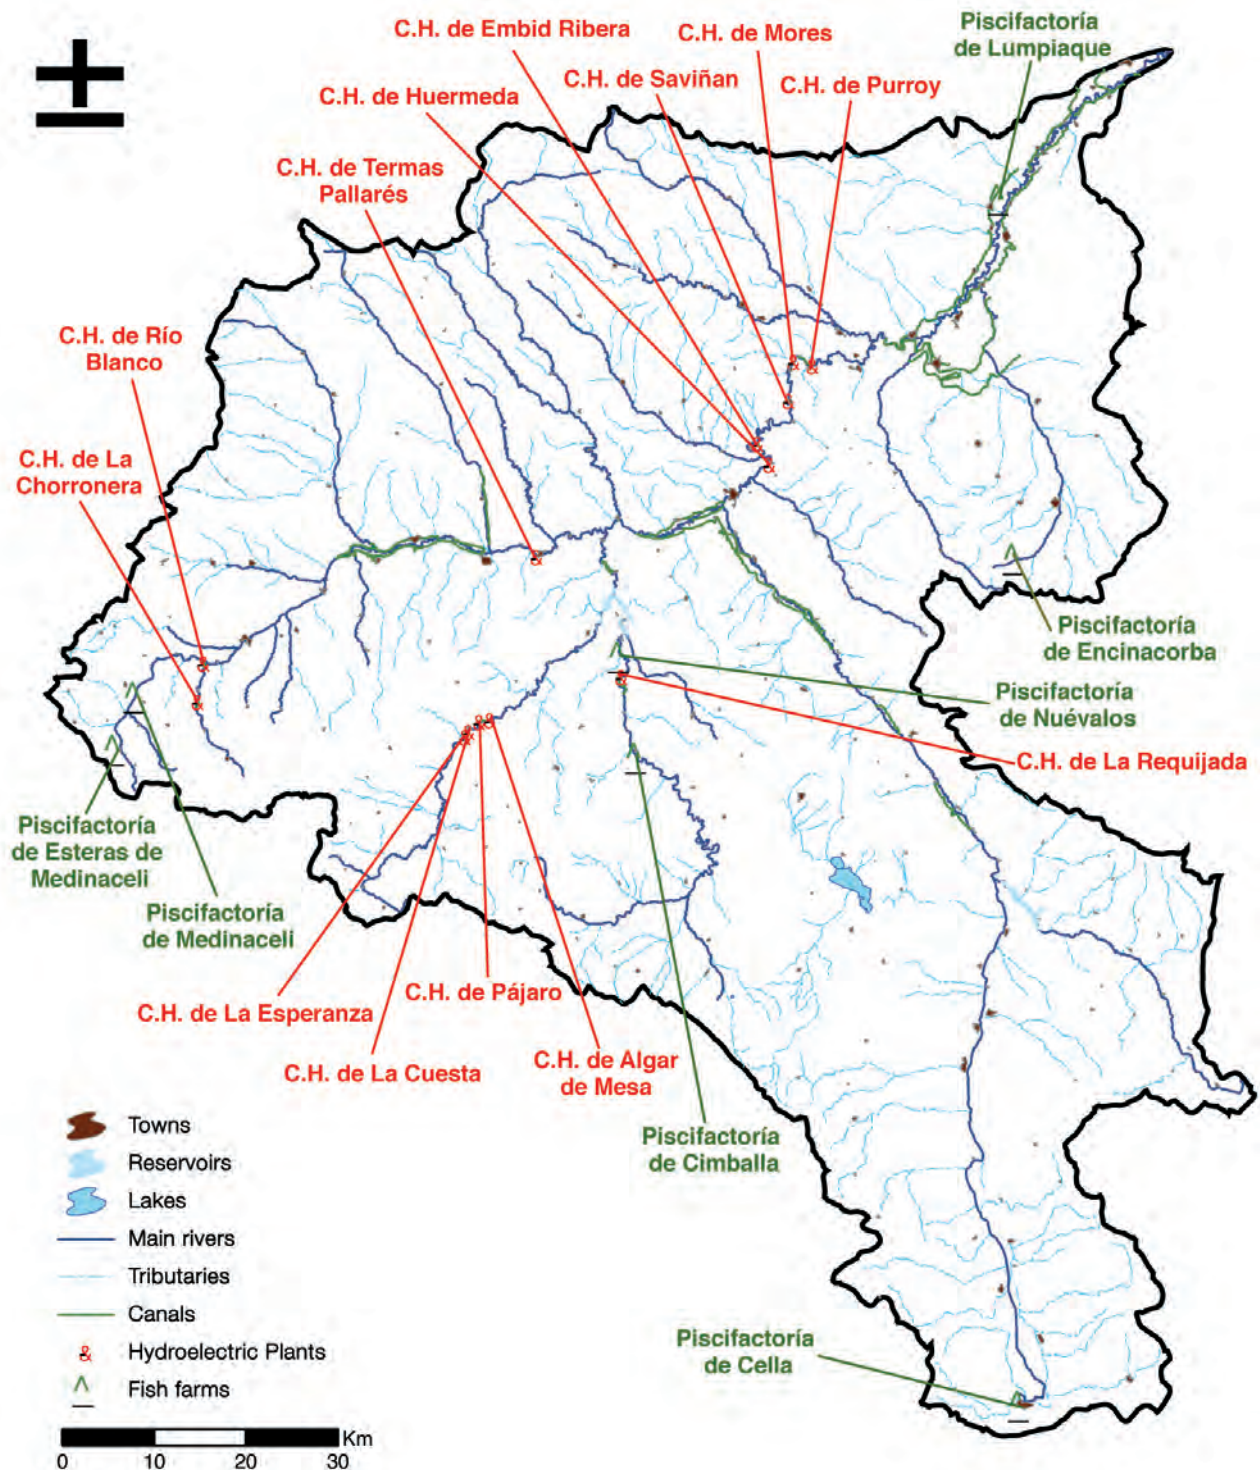 Piscifactoría
de Lumpiaque
C.H. de Embid Ribera
C.H. de Mores
C.H. de Saviñan
C.H. de Purroy
C.H. de Huermeda
C.H. de Termas
Pallarés
C.H. de Río
Blanco
C.H. de La
Chorronera
Piscifactoría
de Encinacorba
Piscifactoría
de Nuévalos
C.H. de La Requijada
Piscifactoría
de Esteras de
Medinaceli
Piscifactoría
de Medinaceli
C.H. de La Esperanza
C.H. de Pájaro
C.H. de La Cuesta
C.H. de Algar
de Mesa
Piscifactoría
de Cimballa
Piscifactoría
de Cella
Towns
Reservoirs
Lakes
Main rivers
Tributaries
Canals
Hydroelectric Plants
Fish farms
Km
0 10 20 30